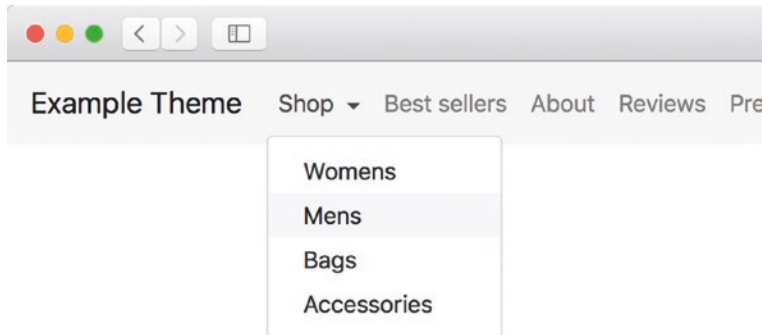 Example Theme Shop Best sellers About Reviews Pre
Womens
Mens
Bags
Accessories